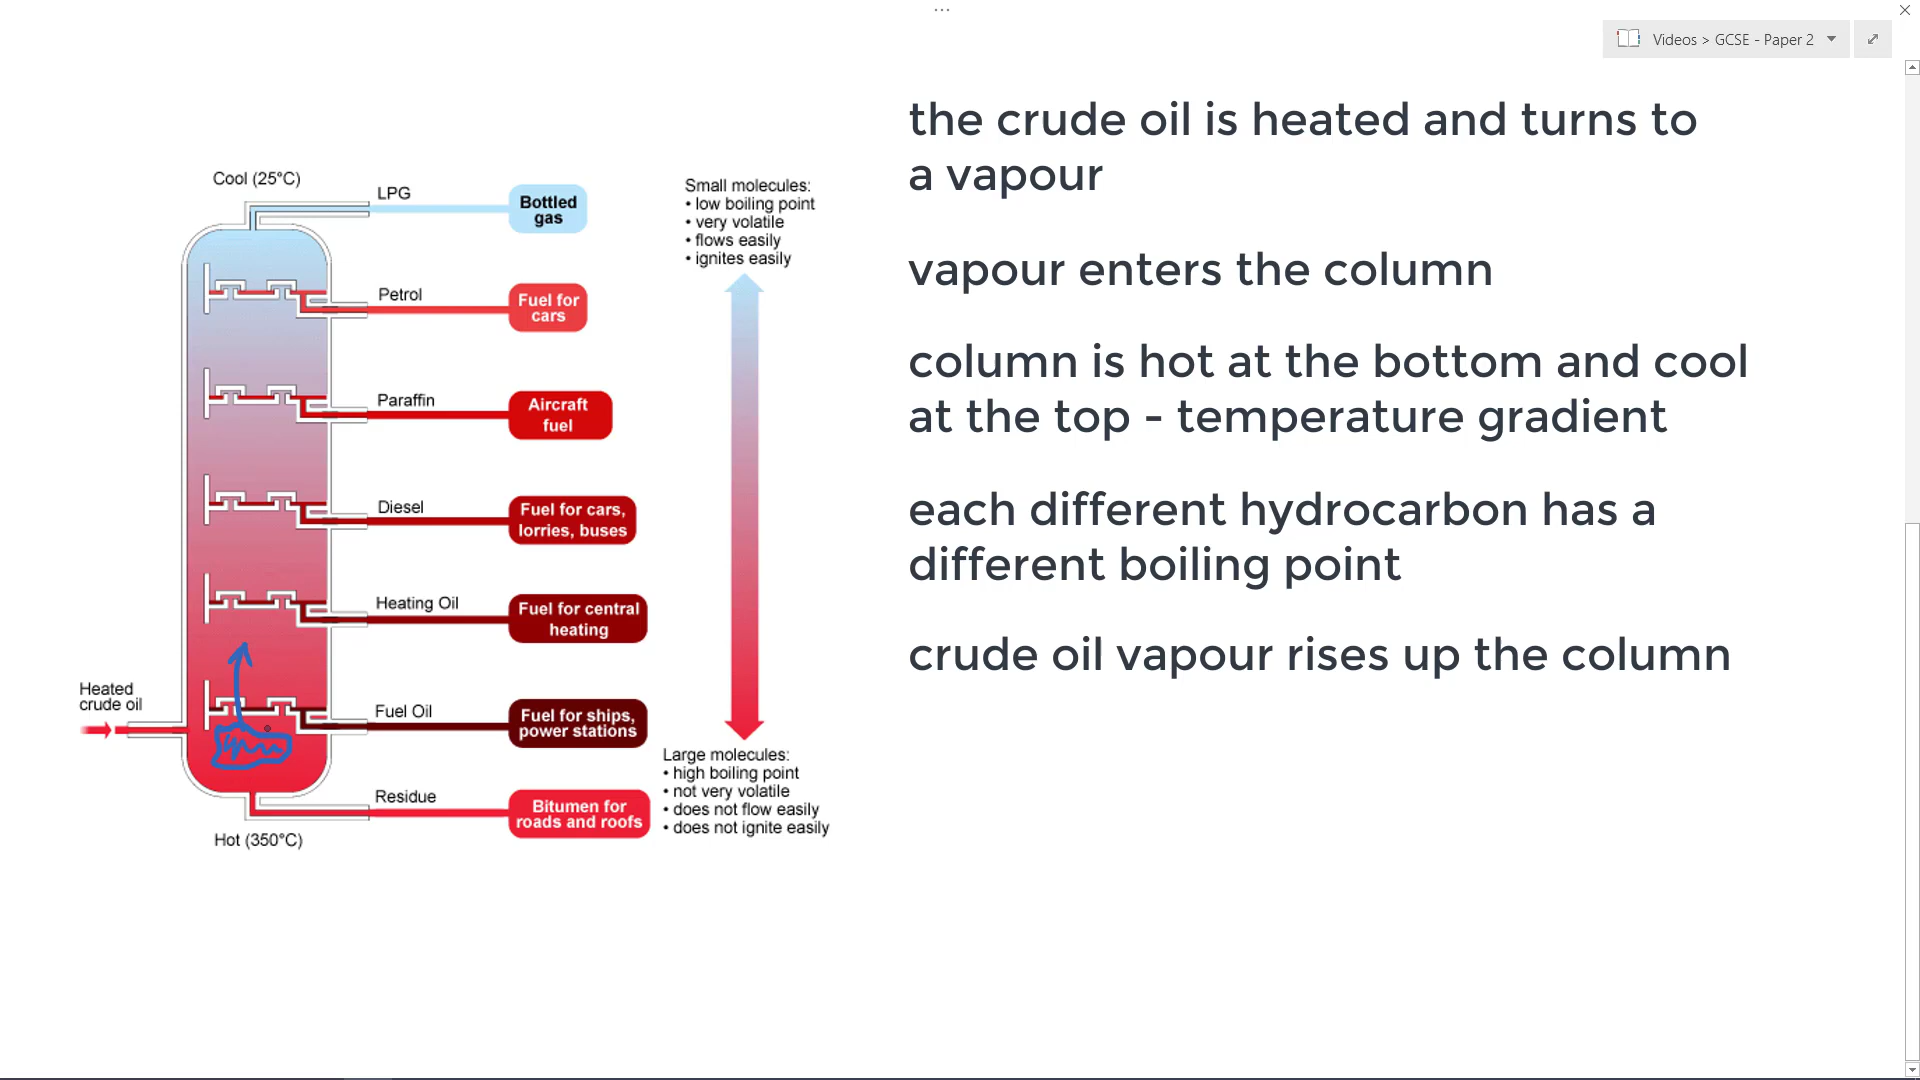 ...
Videos > GCSE - Paper 2
the crude oil is heated and turns to
a vapour
vapour enters the column
column is hot at the bottom and cool
at the top - temperature gradient
each different hydrocarbon has a
different boiling point
crude oil vapour rises up the column
Cool (25°C)
LPG
Bottled
gas
Petrol
Fuel for
cars
Paraffin
Aircraft
fuel
Diesel
Fuel for cars,
lorries, buses
Heating Oil
Fuel for central
heating
Heated
crude oil
Fuel Oil
Fuel for ships,
power stations
Residue
Bitumen for
roads and roofs
Hot (350°C)
Small molecules:
• low boiling point
• very volatile
• flows easily
• ignites easily
Large molecules:
• high boiling point
• not very volatile
• does not flow easily
• does not ignite easily